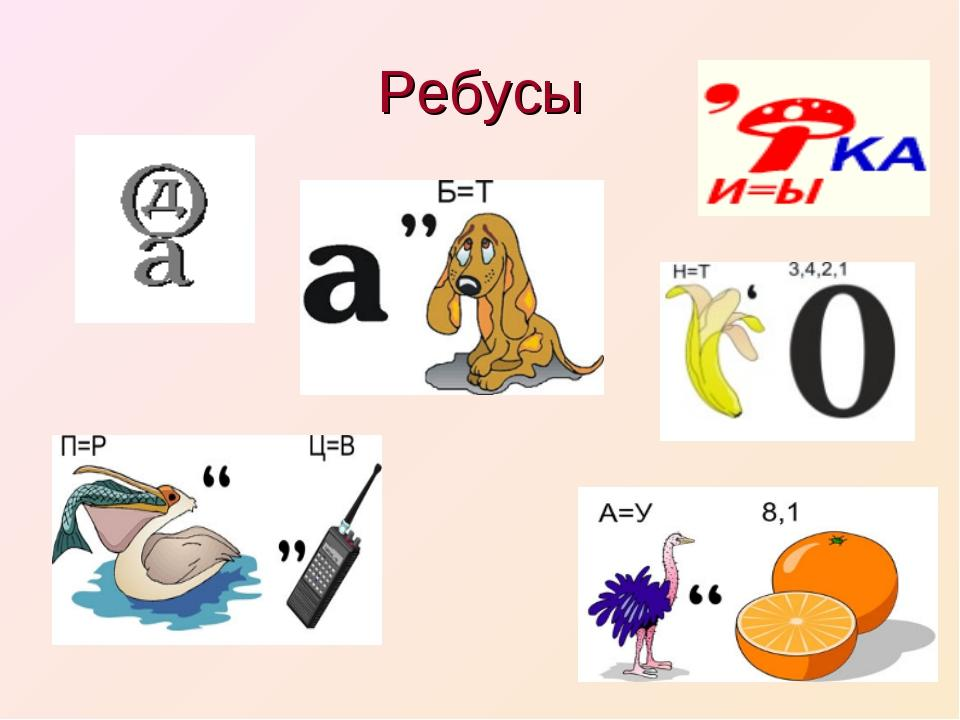 Ребусы
’ КА
И=Ы
О
д
а
Б=Т
а ”
Н=Т 3,4,2,1
‘ О
П=Р Ц=В
“
”
А=У 8,1
“